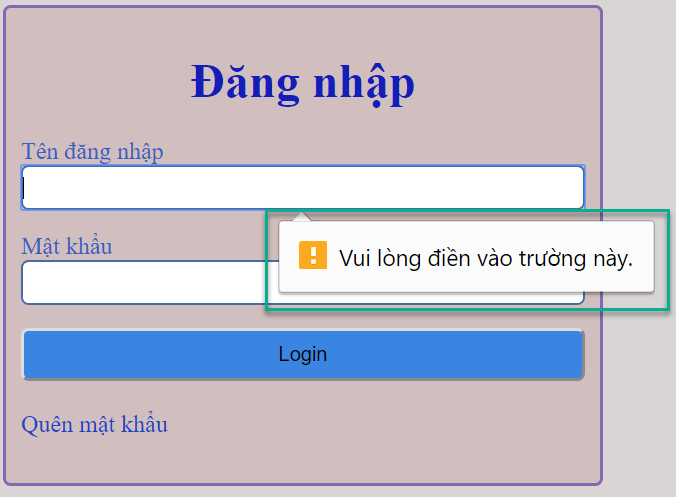 Đăng nhập
Tên đăng nhập
Mật khẩu
Vui lòng điền vào trường này.
Login
Quên mật khẩu